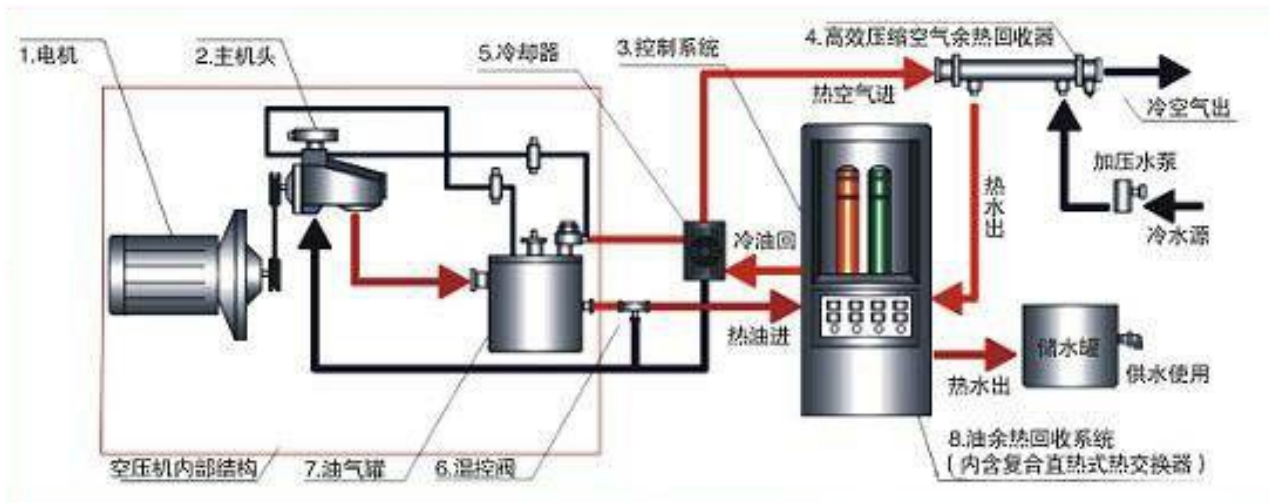 1.电机
2.主机头
5.冷却器
3.控制系统
4.高效压缩空气余热回收器
热空气进
冷空气出
加压水泵
热水出
冷水源
冷油回
热油进
储水罐
热水出
供水使用
空压机内部结构
7.油气罐
6.温控阀
8.油余热回收系统
(内含复合直热式热交换器)